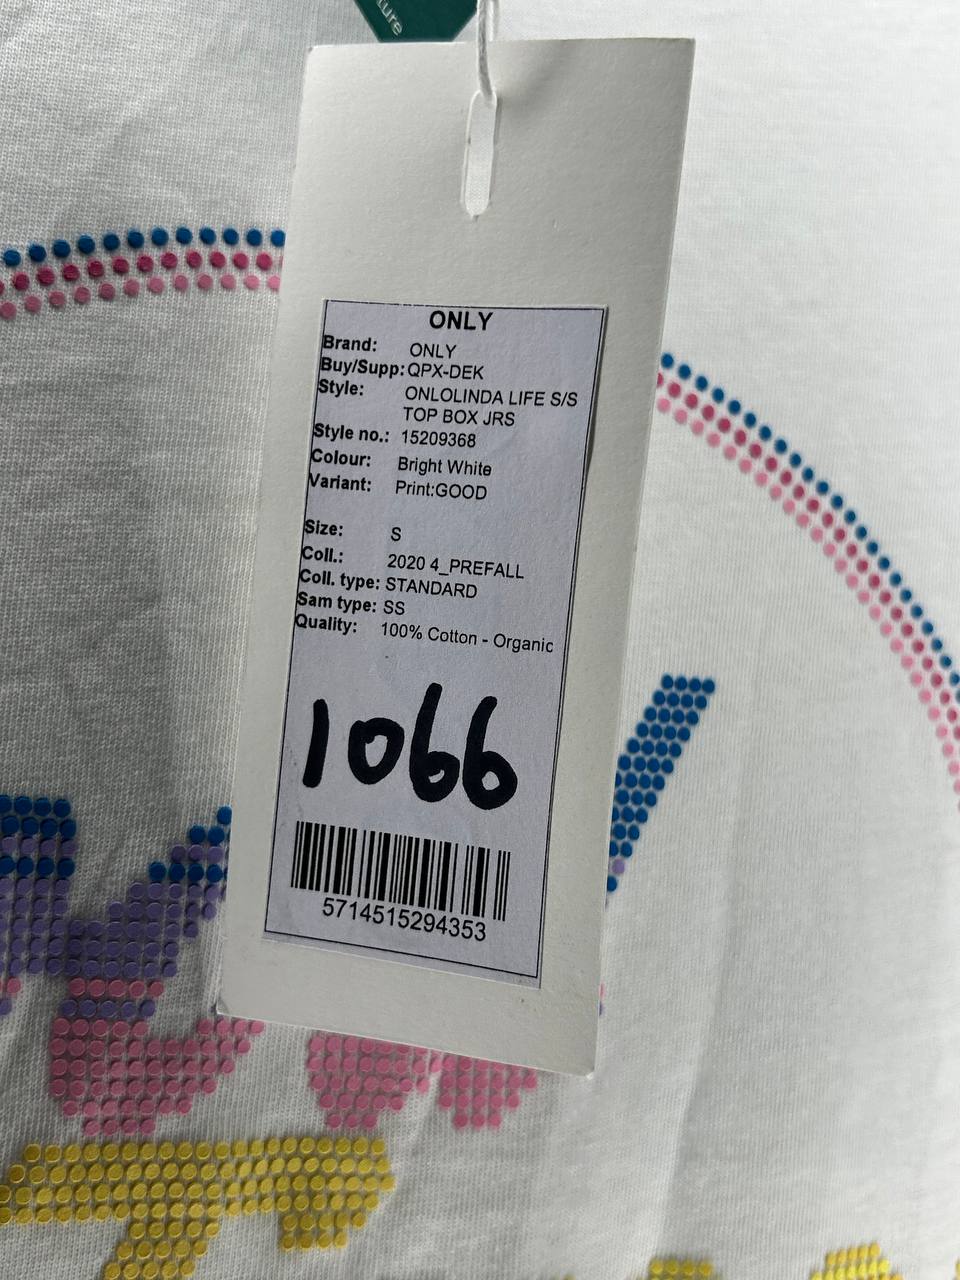 ture
ONLY
Brand: ONLY
Buy/Supp: QPX-DEK
Style: ONLOLINDA LIFE S/S
TOP BOX JRS
Style no.: 15209368
Colour: Bright White
Variant: Print:GOOD
Size: S
Coll.: 2020 4_PREFALL
Coll. type: STANDARD
Sam type: SS
Quality: 100% Cotton - Organic
1066
5714515294353